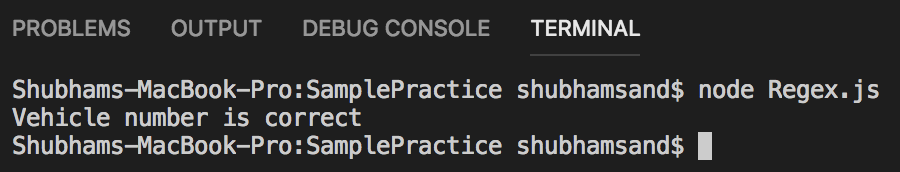 PROBLEMS OUTPUT DEBUG CONSOLE TERMINAL
Shubhams-MacBook-Pro:SamplePractice shubhamsand$ node Regex.js
Vehicle number is correct
Shubhams-MacBook-Pro:SamplePractice shubhamsand$